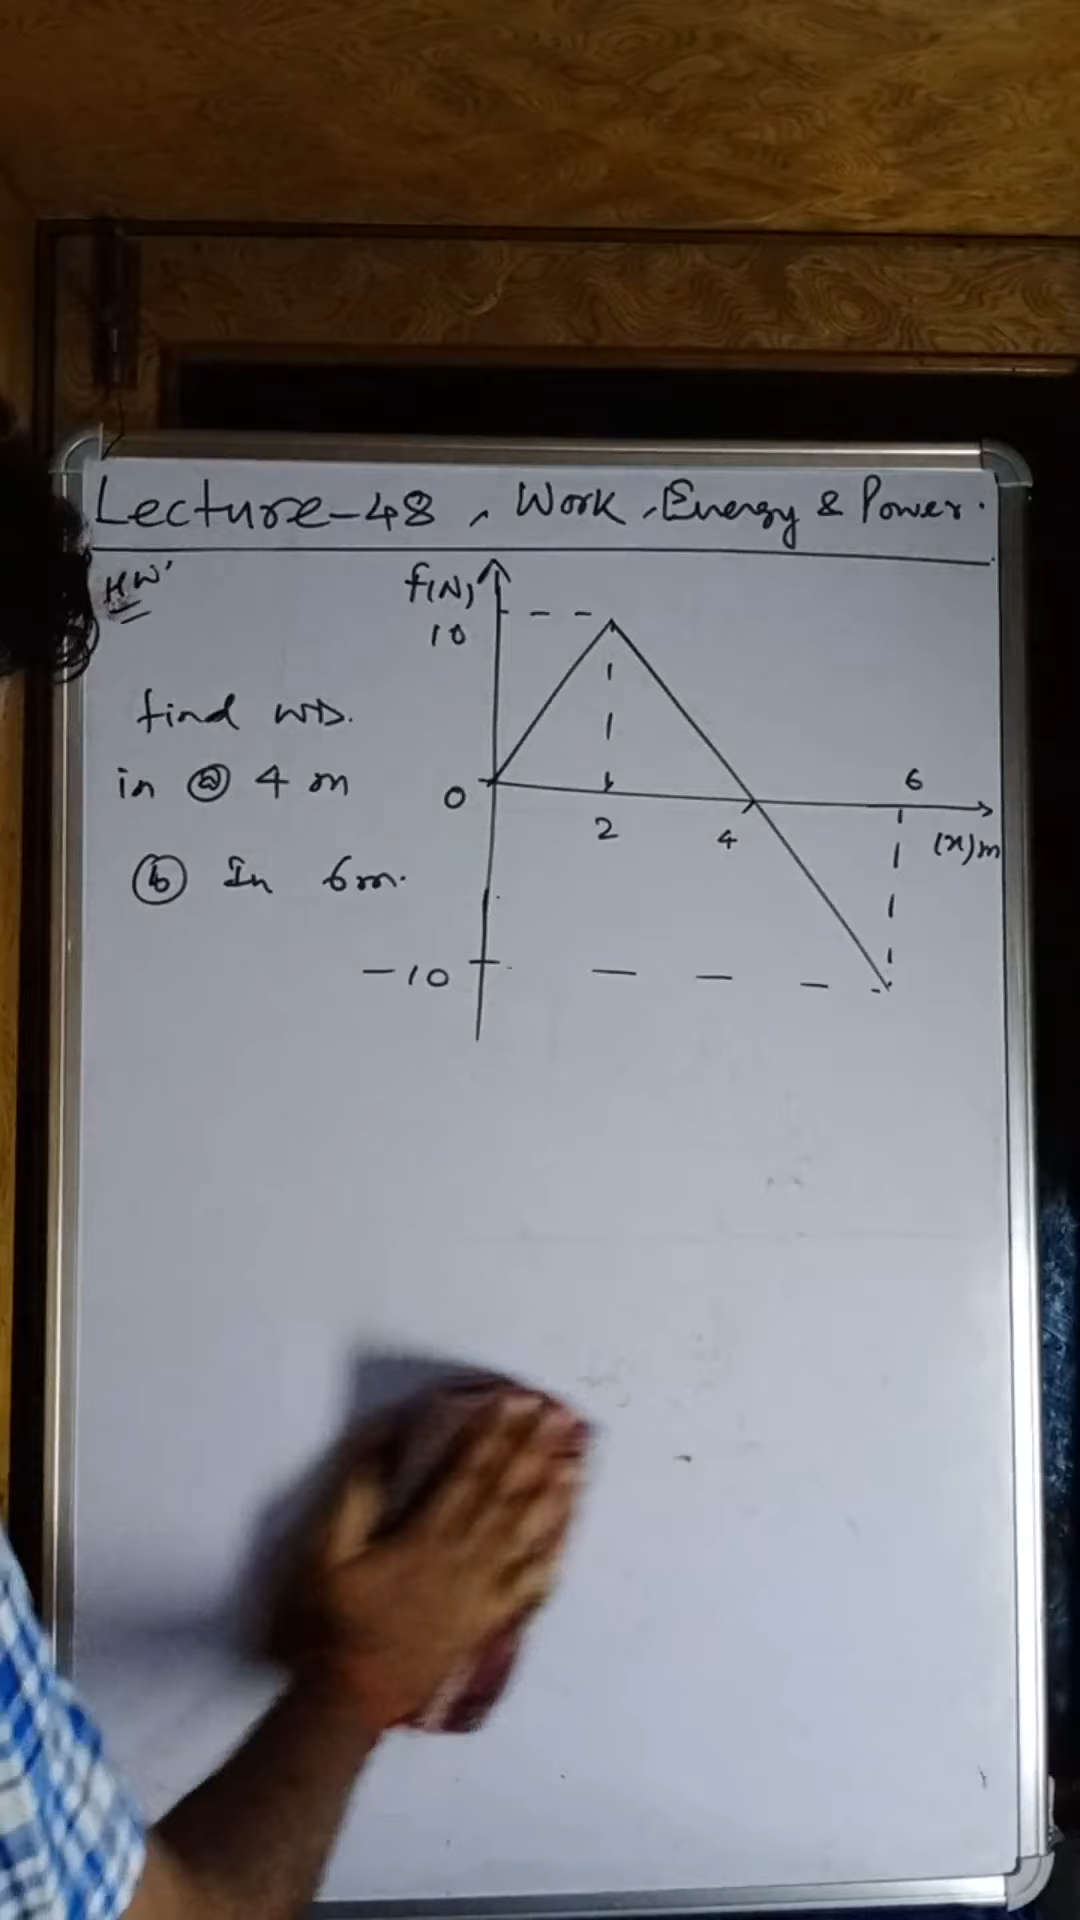 Lecture-48, Work, Energy & Power.
HW'
f(N)
10
find WD.
in ⓐ 4 m
0
2
4
6
(x)m
ⓑ In 6m.
-10